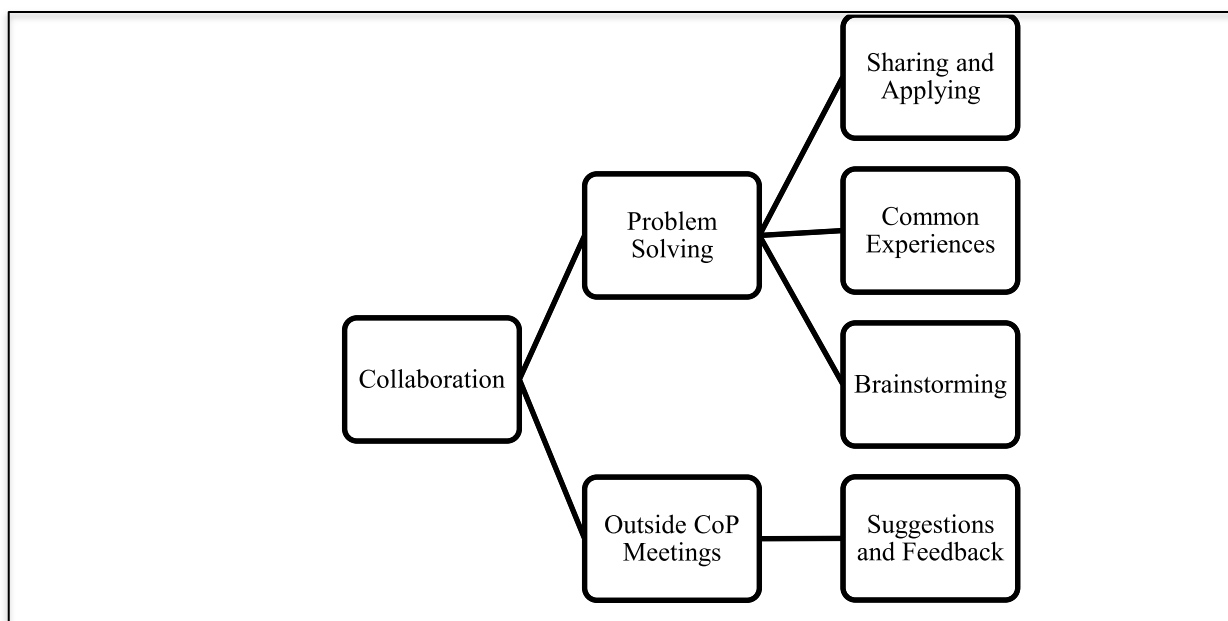 Sharing and
Applying
Problem
Solving
Common
Experiences
Collaboration
Brainstorming
Outside CoP
Meetings
Suggestions
and Feedback